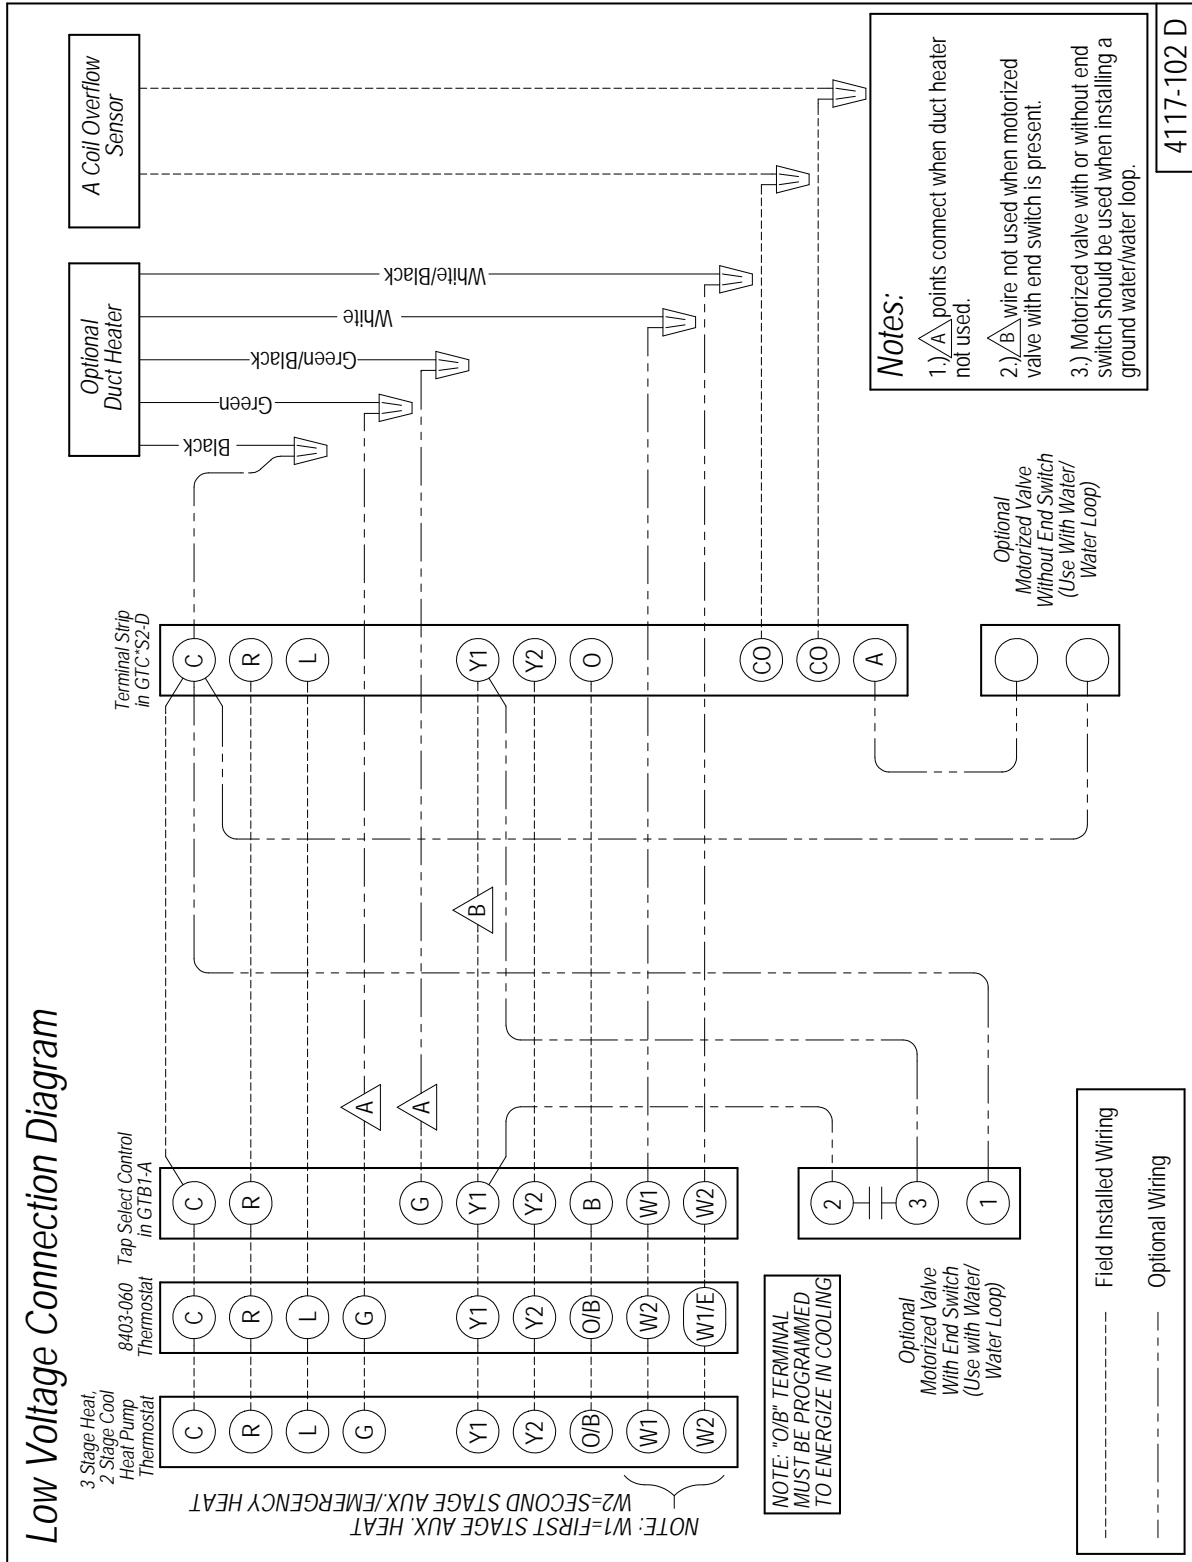 Low Voltage Connection Diagram
3 Stage Heat,
2 Stage Cool
Heat Pump
Thermostat
C
R
L
G
Y1
Y2
O/B
W1
W2
NOTE: W1=FIRST STAGE AUX. HEAT
W2=SECOND STAGE AUX./EMERGENCY HEAT
8403-060
Thermostat
C
R
L
G
Y1
Y2
O/B
W2
W1/E
NOTE: "O/B" TERMINAL
MUST BE PROGRAMMED
TO ENERGIZE IN COOLING
Tap Select Control
in GTB1-A
C
R
G
Y1
Y2
B
W1
W2
A
A
B
2
3
1
Optional
Motorized Valve
With End Switch
(Use with Water/
Water Loop)
Terminal Strip
in GTC*S2-D
C
R
L
Y1
Y2
O
CO
CO
A
Optional
Motorized Valve
Without End Switch
(Use With Water/
Water Loop)
Optional
Duct Heater
Black
Green
Green/Black
White
White/Black
A Coil Overflow
Sensor
Notes:
1.) A points connect when duct heater
not used.
2.) B wire not used when motorized
valve with end switch is present.
3.) Motorized valve with or without end
switch should be used when installing a
ground water/water loop.
Field Installed Wiring
Optional Wiring
4117-102 D